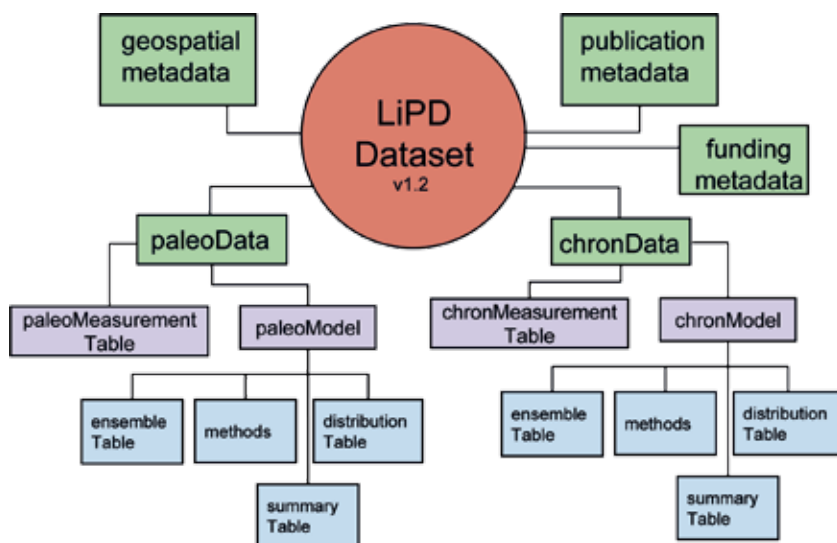 geospatial
metadata
LiPD
Dataset
v1.2
publication
metadata
funding
metadata
paleoData
chronData
paleoMeasurement
Table
paleoModel
chronMeasurement
Table
chronModel
ensemble
Table
methods
distribution
Table
summary
Table
ensemble
Table
methods
distribution
Table
summary
Table